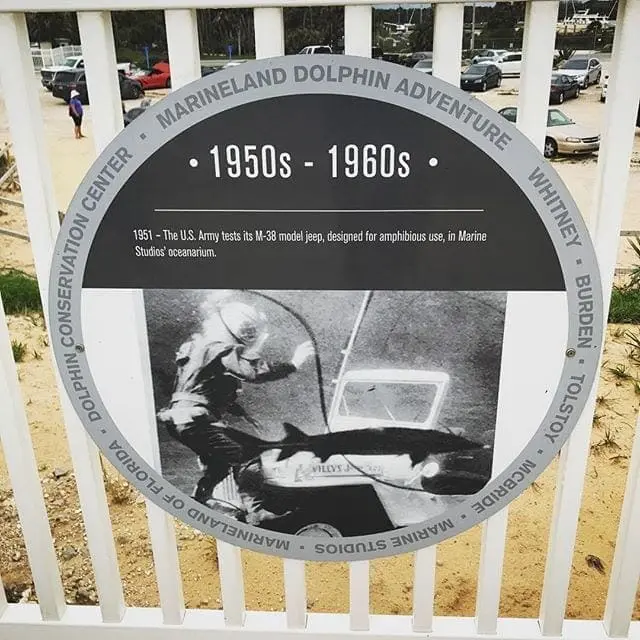 MARINELAND DOLPHIN ADVENTURE • WHITNEY • BURDEN • TOLSTOY • MCBRIDE • MARINE STUDIOS • MARINELAND OF FLORIDA • DOLPHIN CONSERVATION CENTER •
• 1950s - 1960s •
1951 – The U.S. Army tests its M-38 model jeep, designed for amphibious use, in Marine
Studios' oceanarium.
WILLYS